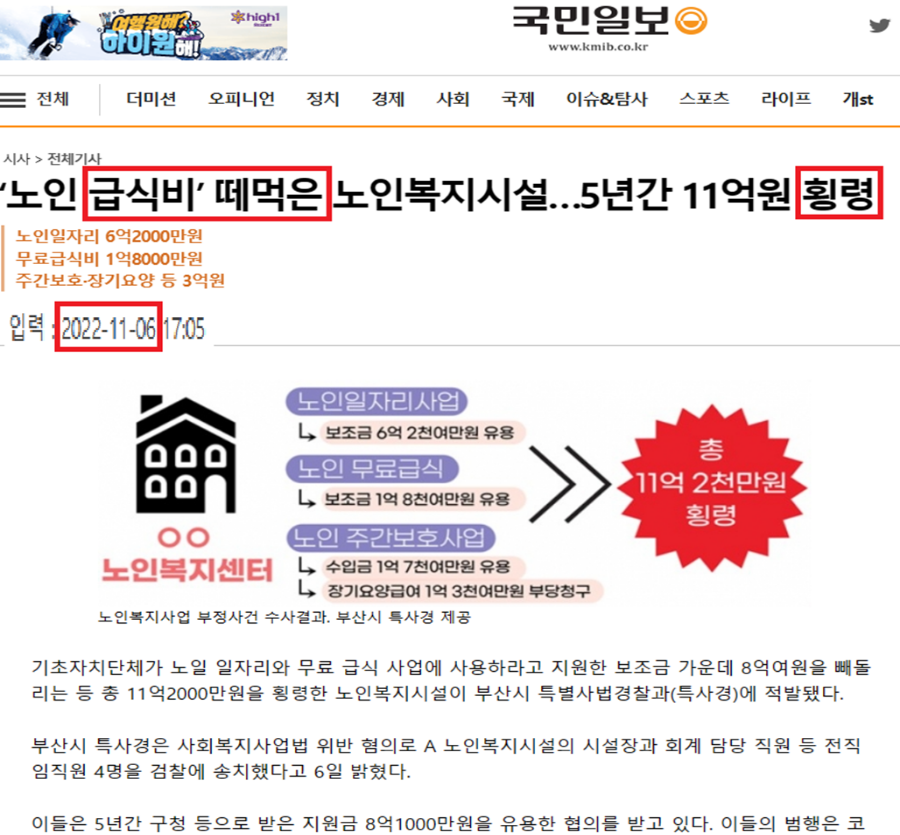 여행원해?
하이원해!
high1
국민일보
www.kmib.co.kr
전체 더미션 오피니언 정치 경제 사회 국제 이슈&탐사 스포츠 라이프 개st
시사 > 전체기사
‘노인 급식비’ 떼먹은 노인복지시설…5년간 11억원 횡령
노인일자리 6억2000만원
무료급식비 1억8000만원
주간보호·장기요양 등 3억원
입력 : 2022-11-06 17:05
노인일자리사업
보조금 6억 2천여만원 유용
노인 무료급식
보조금 1억 8천여만원 유용
노인 주간보호사업
수입금 1억 7천여만원 유용
장기요양급여 1억 3천여만원 부당청구
○○
노인복지센터
총
11억 2천만원
횡령
노인복지사업 부정사건 수사결과. 부산시 특사경 제공
기초자치단체가 노일 일자리와 무료 급식 사업에 사용하라고 지원한 보조금 가운데 8억여원을 빼돌
리는 등 총 11억2000만원을 횡령한 노인복지시설이 부산시 특별사법경찰과(특사경)에 적발됐다.
부산시 특사경은 사회복지사업법 위반 혐의로 A 노인복지시설의 시설장과 회계 담당 직원 등 전직
임직원 4명을 검찰에 송치했다고 6일 밝혔다.
이들은 5년간 구청 등으로 받은 지원금 8억1000만원을 유용한 혐의를 받고 있다. 이들의 범행은 코